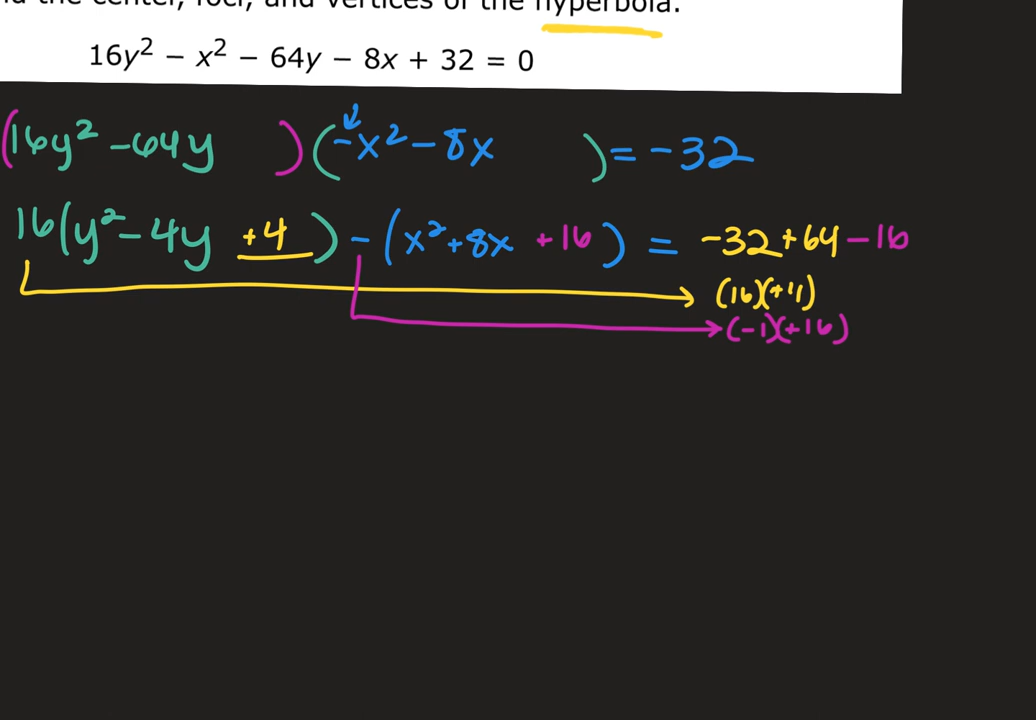 the center, foci, and vertices of the hyperbola.
16y² − x² − 64y − 8x + 32 = 0
(16y² − 64y ) (−x² − 8x ) = −32
16(y² − 4y +4 ) − (x² + 8x + 16 ) = −32 + 64 − 16
(16)(+4)
(−1)(+16)